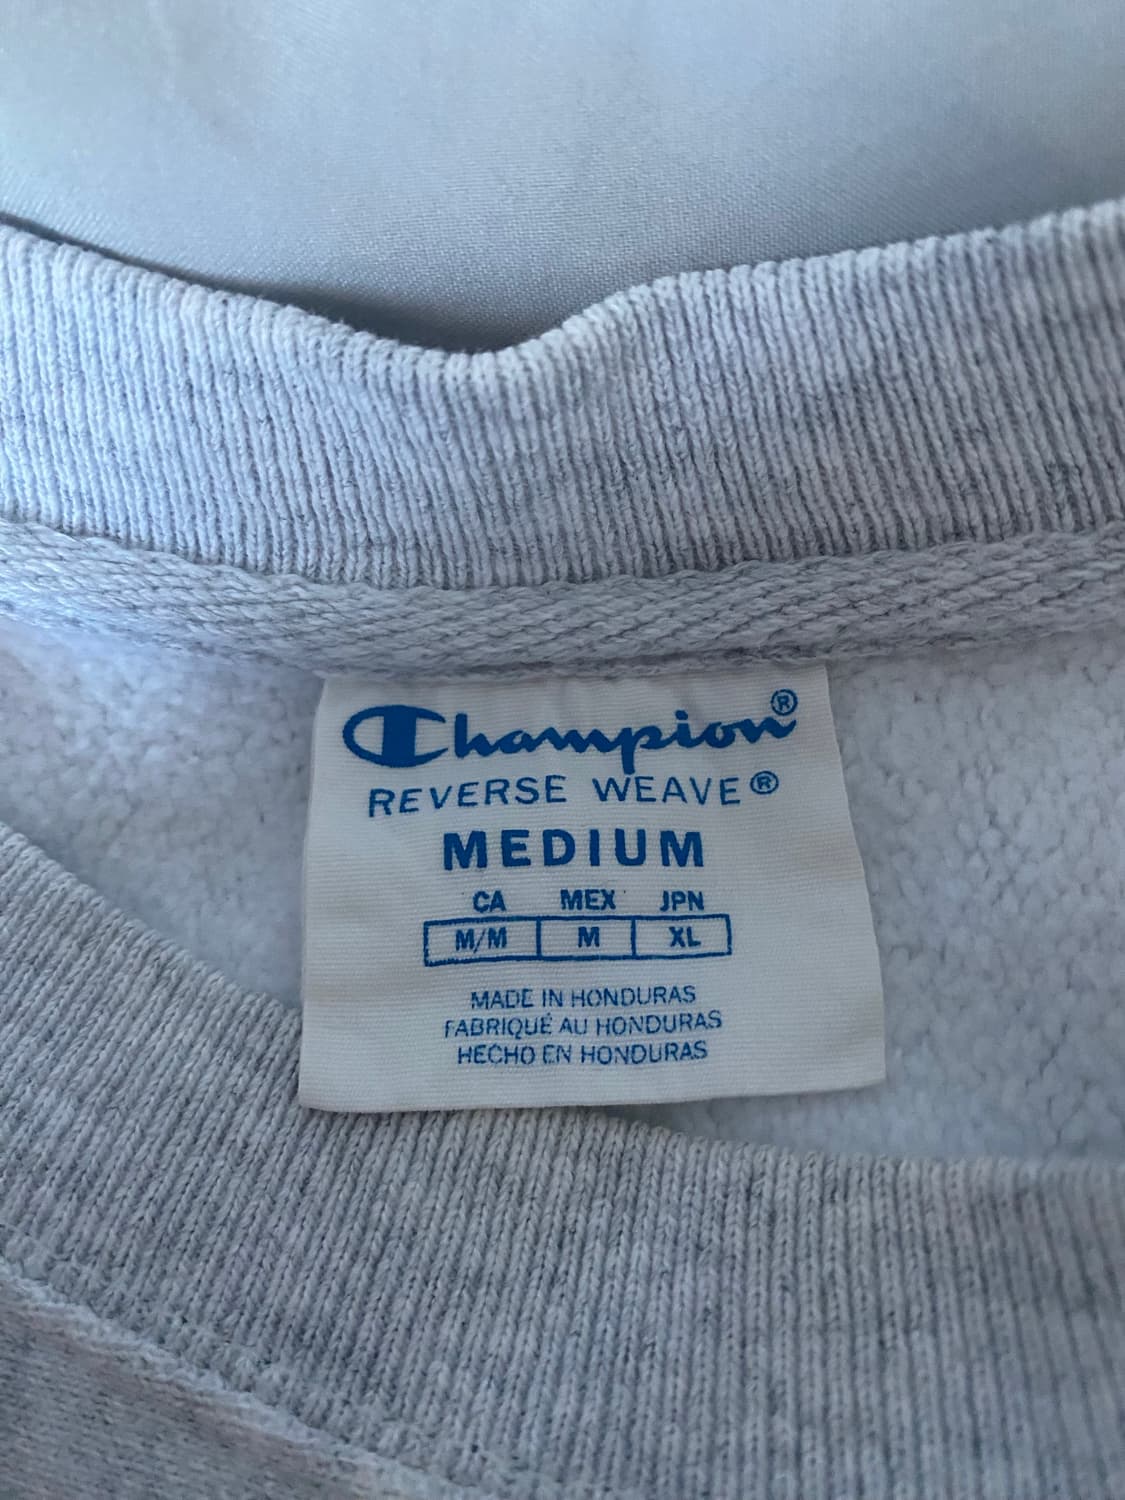 Champion®
REVERSE WEAVE®
MEDIUM
CA MEX JPN
M/M M XL
MADE IN HONDURAS
FABRIQUÉ AU HONDURAS
HECHO EN HONDURAS